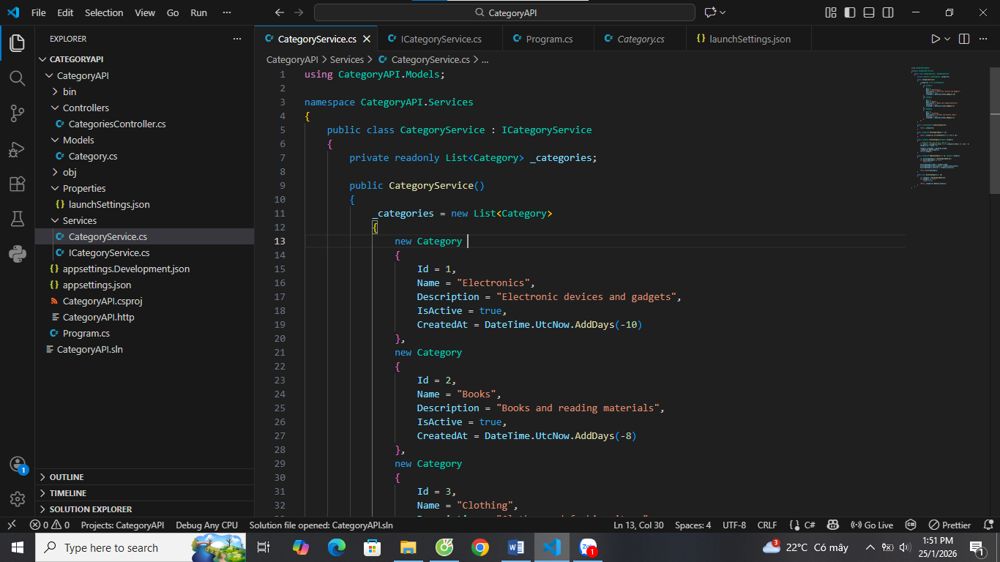 File Edit Selection View Go Run ···
CategoryAPI
EXPLORER ···
CATEGORYAPI
CategoryAPI
bin
Controllers
C# CategoriesController.cs
Models
C# Category.cs
obj
Properties
{} launchSettings.json
Services
C# CategoryService.cs
C# ICategoryService.cs
{} appsettings.Development.json
{} appsettings.json
CategoryAPI.csproj
CategoryAPI.http
C# Program.cs
CategoryAPI.sln
OUTLINE
TIMELINE
SOLUTION EXPLORER
1
C# CategoryService.cs C# ICategoryService.cs C# Program.cs C# Category.cs {} launchSettings.json ···
CategoryAPI > Services > C# CategoryService.cs > ...
1 using CategoryAPI.Models;
2
3 namespace CategoryAPI.Services
4 {
5 public class CategoryService : ICategoryService
6 {
7 private readonly List<Category> _categories;
8
9 public CategoryService()
10 {
11 _categories = new List<Category>
12 {
13 new Category
14 {
15 Id = 1,
16 Name = "Electronics",
17 Description = "Electronic devices and gadgets",
18 IsActive = true,
19 CreatedAt = DateTime.UtcNow.AddDays(-10)
20 },
21 new Category
22 {
23 Id = 2,
24 Name = "Books",
25 Description = "Books and reading materials",
26 IsActive = true,
27 CreatedAt = DateTime.UtcNow.AddDays(-8)
28 },
29 new Category
30 {
31 Id = 3,
32 Name = "Clothing",
0 0 Projects: CategoryAPI Debug Any CPU Solution file opened: CategoryAPI.sln Ln 13, Col 30 Spaces: 4 UTF-8 CRLF {} C# Go Live Prettier
Type here to search
W
Zalo
1
3
22°C Có mây
1:51 PM
25/1/2026
1